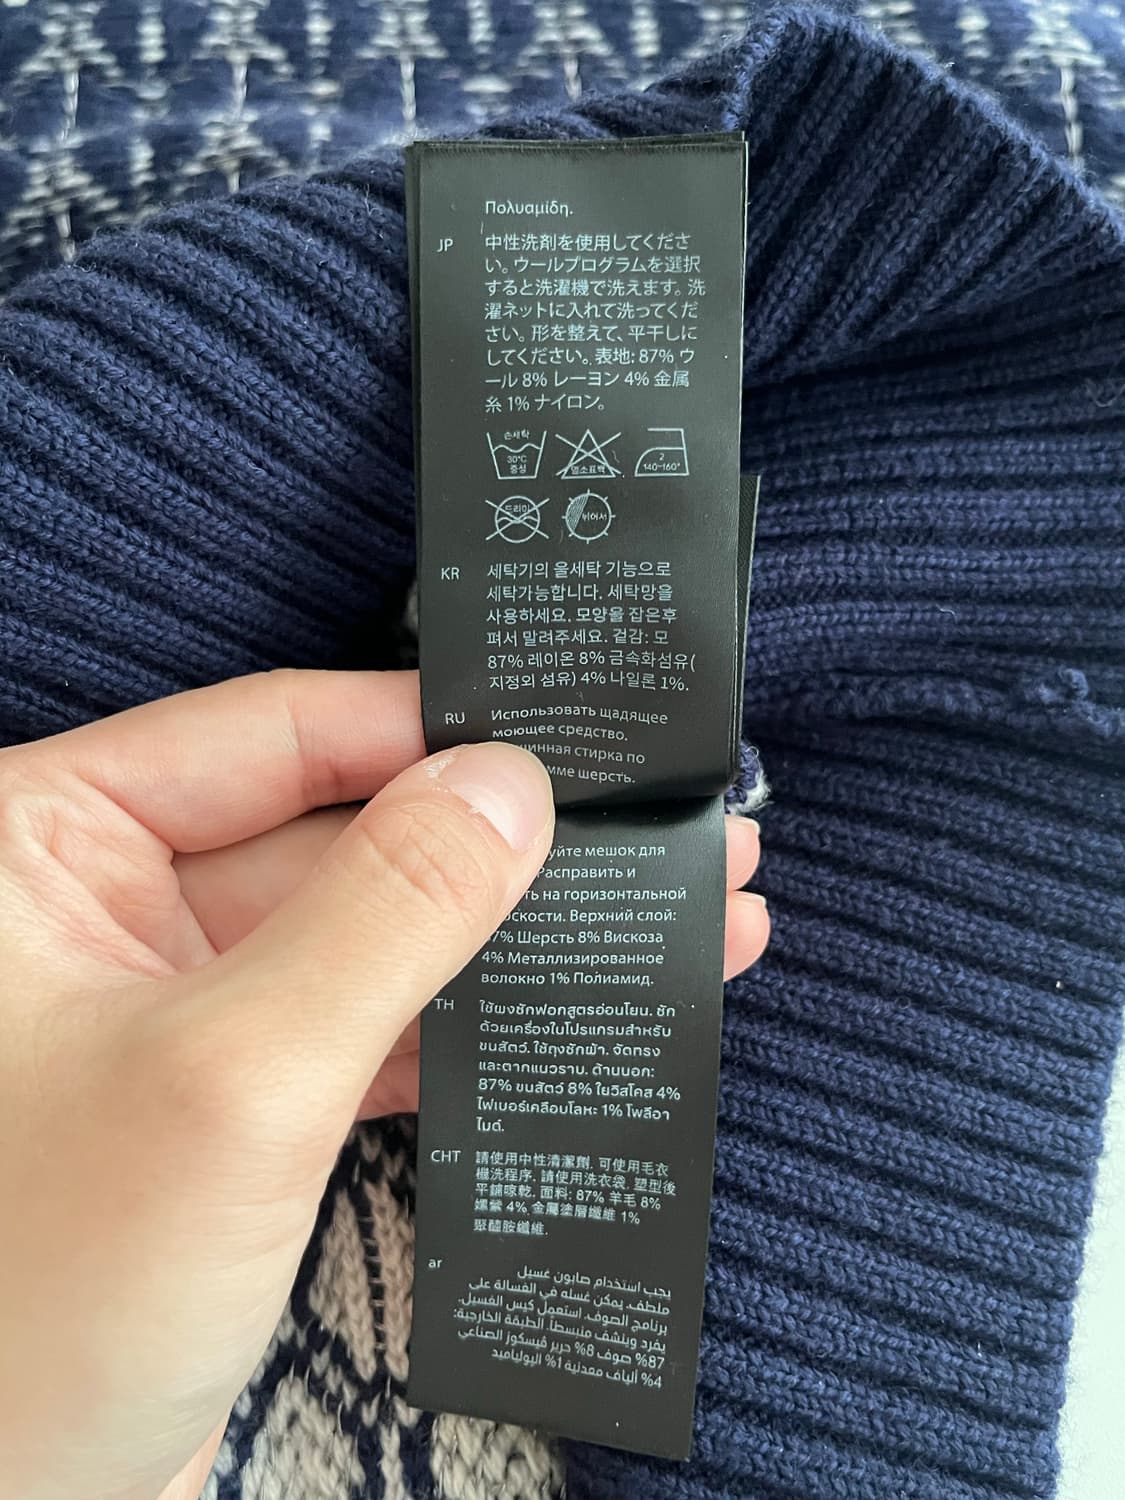 Πολυαμίδη.
JP
中性洗剤を使用してくださ
い。ウールプログラムを選択
すると洗濯機で洗えます。洗
濯ネットに入れて洗ってくだ
さい。形を整えて、平干しに
してください。表地: 87% ウ
ール 8% レーヨン 4% 金属
糸 1% ナイロン。
손세탁
30°C
중성
염소표백
2
140~160°
드라이
뉘어서
KR
세탁기의 울세탁 기능으로
세탁가능합니다. 세탁망을
사용하세요. 모양을 잡은후
펴서 말려주세요. 겉감: 모
87% 레이온 8% 금속화섬유(
지정외 섬유) 4% 나일론 1%.
RU
Использовать щадящее
моющее средство.
стирка по
шерсть.
мешок для
Расправить и
на горизонтальной
Верхний слой:
Шерсть 8% Вискоза
4% Металлизированное
волокно 1% Полиамид.
TH
ใช้ผงซักฟอกสูตรอ่อนโยน. ซัก
ด้วยเครื่องในโปรแกรมสำหรับ
ขนสัตว์. ใช้ถุงซักผ้า. จัดทรง
และตากแนวราบ. ด้านนอก:
87% ขนสัตว์ 8% ใยวิสโคส 4%
ไฟเบอร์เคลือบโลหะ 1% โพลีอา
ไมด์.
CHT
請使用中性清潔劑. 可使用毛衣
機洗程序. 請使用洗衣袋. 塑型後
平鋪晾乾. 面料: 87% 羊毛 8%
嫘縈 4% 金屬塗層纖維 1%
聚醯胺纖維.
ar
يجب استخدام صابون غسيل
ملطف. يمكن غسله في الغسالة على
برنامج الصوف. استعمل كيس الغسيل.
يفرد وينشف منبسطاً. الطبقة الخارجية:
87% صوف 8% حرير ڤيسكوز الصناعي
4% ألياف معدنية 1% البولياميد